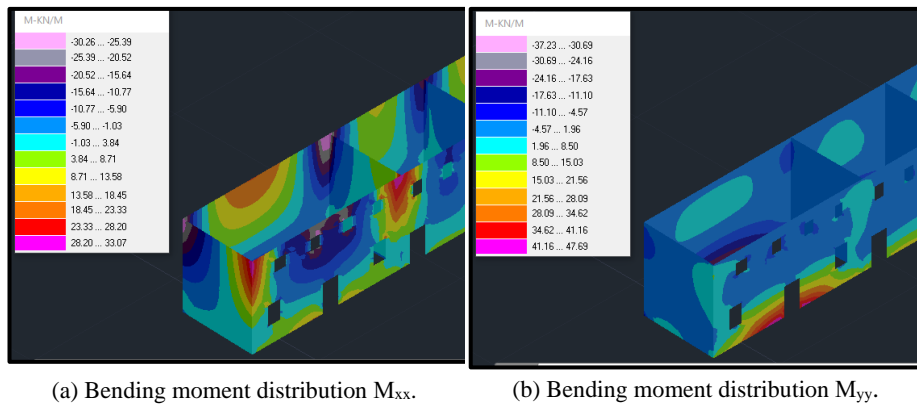 M-KN/M
-30.26 ... -25.39
-25.39 ... -20.52
-20.52 ... -15.64
-15.64 ... -10.77
-10.77 ... -5.90
-5.90 ... -1.03
-1.03 ... 3.84
3.84 ... 8.71
8.71 ... 13.58
13.58 ... 18.45
18.45 ... 23.33
23.33 ... 28.20
28.20 ... 33.07
M-KN/M
-37.23 ... -30.69
-30.69 ... -24.16
-24.16 ... -17.63
-17.63 ... -11.10
-11.10 ... -4.57
-4.57 ... 1.96
1.96 ... 8.50
8.50 ... 15.03
15.03 ... 21.56
21.56 ... 28.09
28.09 ... 34.62
34.62 ... 41.16
41.16 ... 47.69
(a) Bending moment distribution Mxx.
(b) Bending moment distribution Myy.